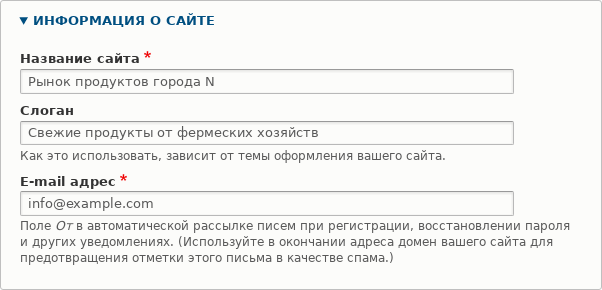 ▼ ИНФОРМАЦИЯ О САЙТЕ
Название сайта *
Рынок продуктов города N
Слоган
Свежие продукты от фермеских хозяйств
Как это использовать, зависит от темы оформления вашего сайта.
E-mail адрес *
info@example.com
Поле От в автоматической рассылке писем при регистрации, восстановлении пароля
и других уведомлениях. (Используйте в окончании адреса домен вашего сайта для
предотвращения отметки этого письма в качестве спама.)